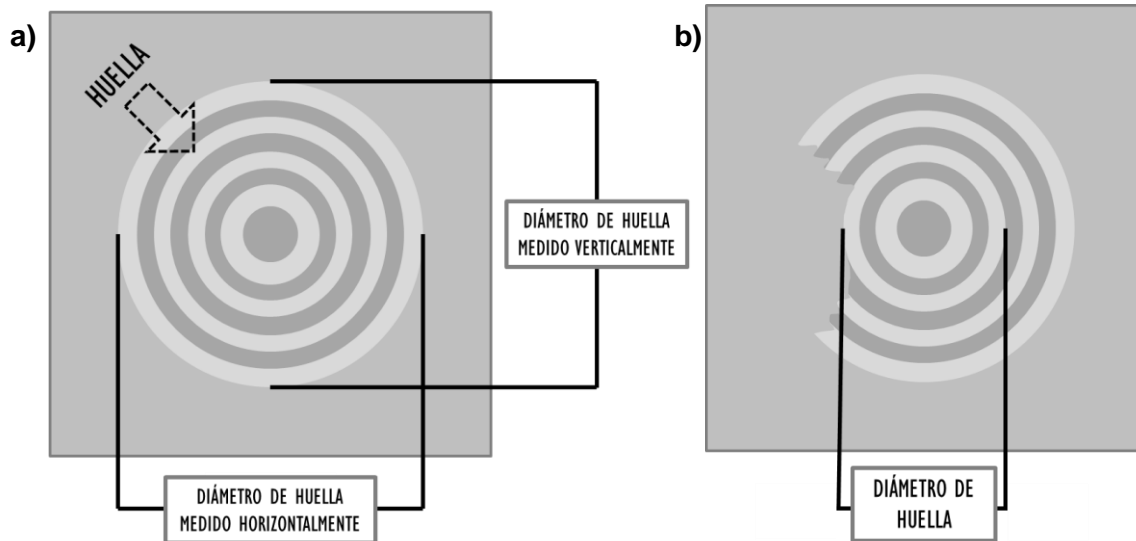 a)
HUELLA
DIÁMETRO DE HUELLA
MEDIDO VERTICALMENTE
DIÁMETRO DE HUELLA
MEDIDO HORIZONTALMENTE
b)
DIÁMETRO DE
HUELLA